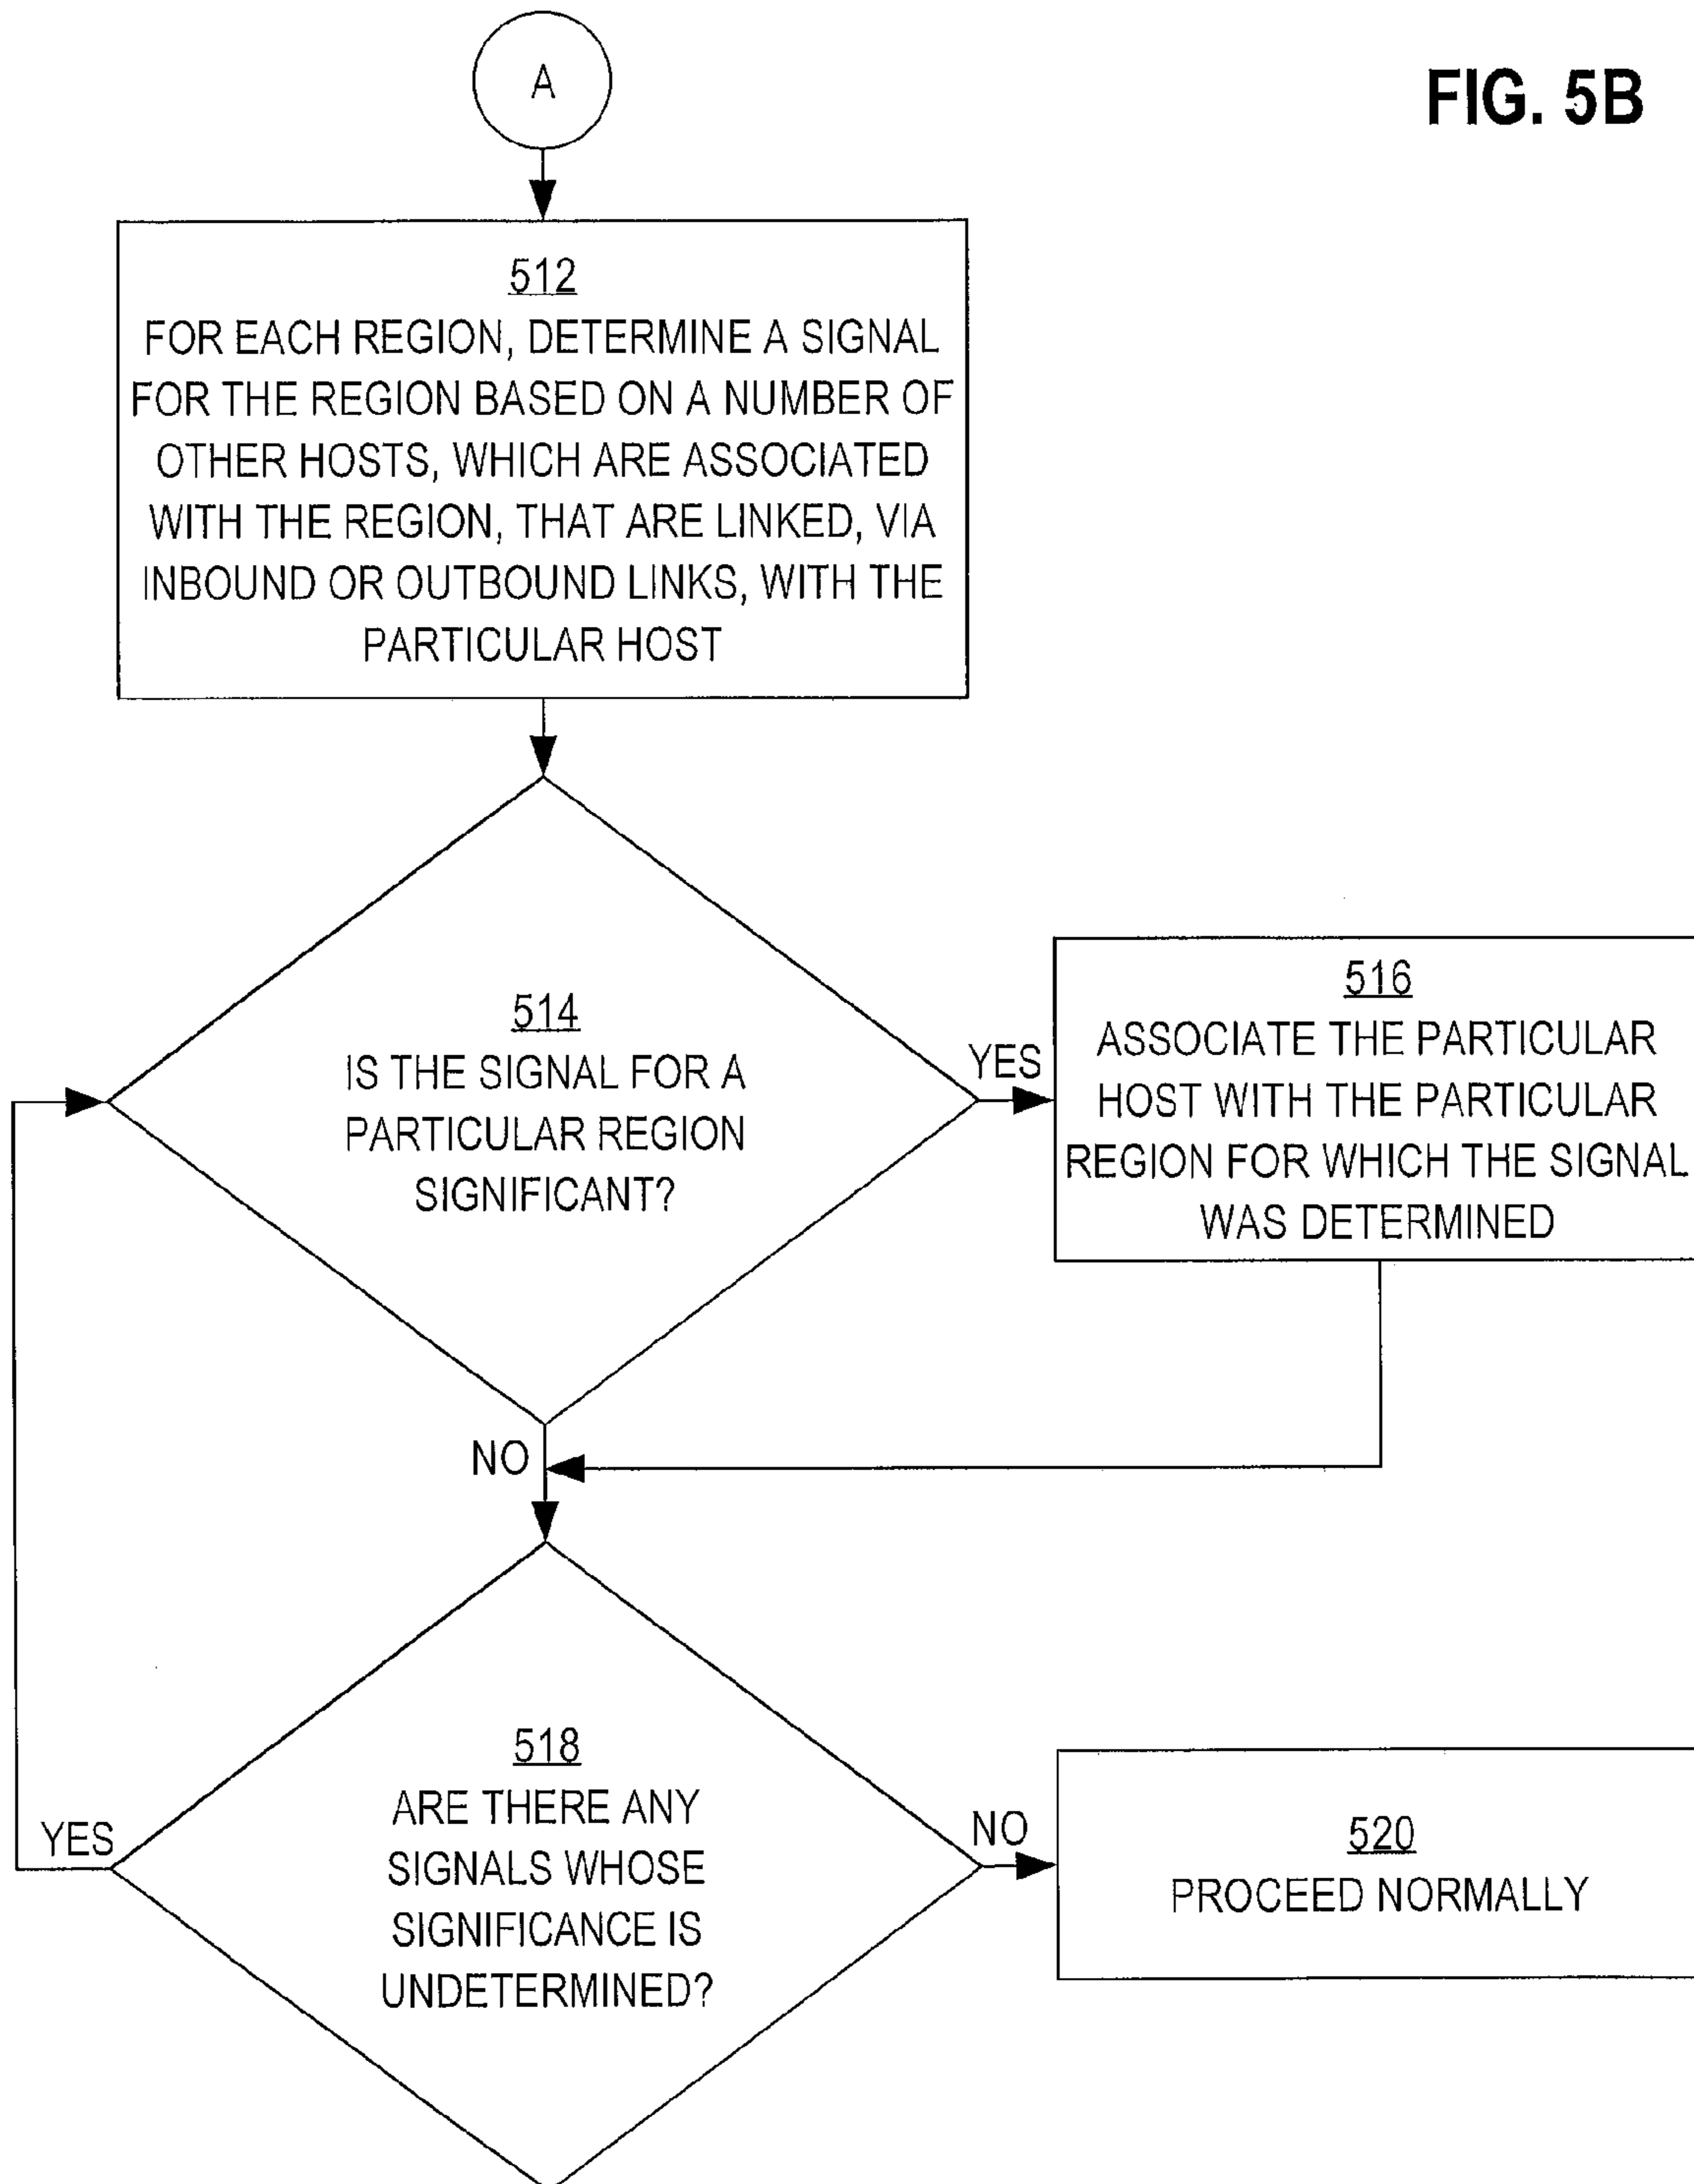 FIG. 5B
A
512
FOR EACH REGION, DETERMINE A SIGNAL
FOR THE REGION BASED ON A NUMBER OF
OTHER HOSTS, WHICH ARE ASSOCIATED
WITH THE REGION, THAT ARE LINKED, VIA
INBOUND OR OUTBOUND LINKS, WITH THE
PARTICULAR HOST
514
IS THE SIGNAL FOR A
PARTICULAR REGION
SIGNIFICANT?
YES
516
ASSOCIATE THE PARTICULAR
HOST WITH THE PARTICULAR
REGION FOR WHICH THE SIGNAL
WAS DETERMINED
NO
518
ARE THERE ANY
SIGNALS WHOSE
SIGNIFICANCE IS
UNDETERMINED?
YES
NO
520
PROCEED NORMALLY